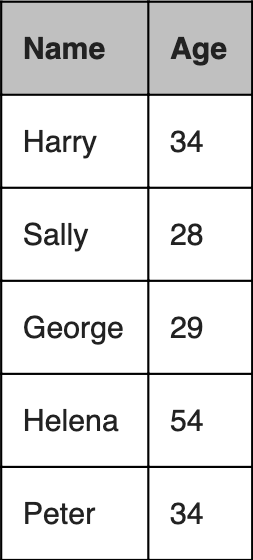 Name Age
Harry 34
Sally 28
George 29
Helena 54
Peter 34